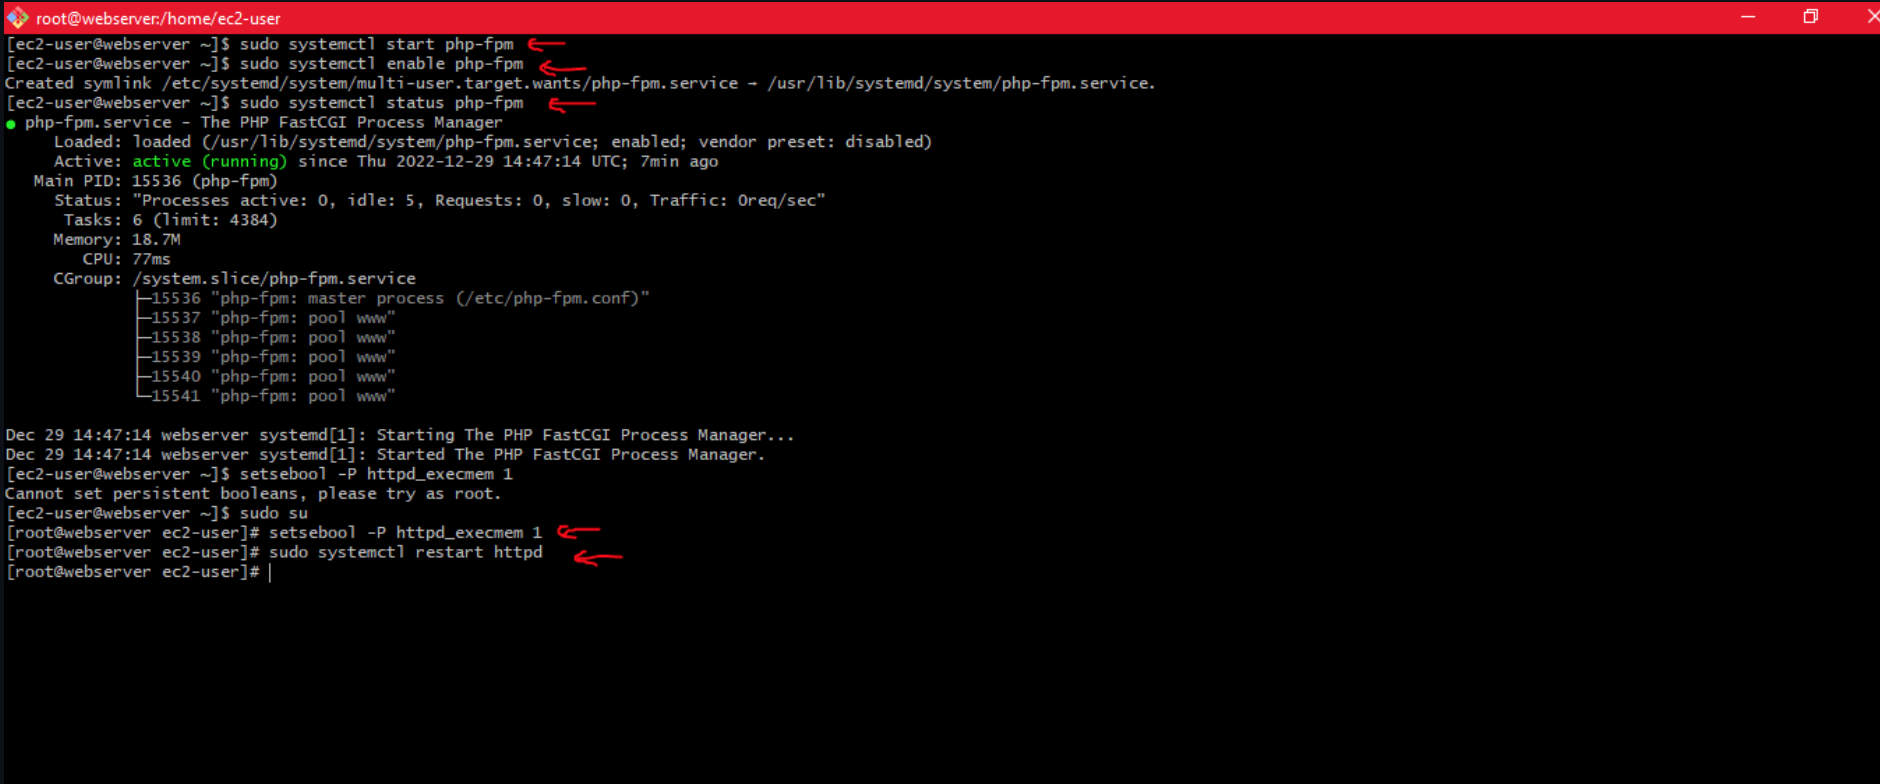 root@webserver:/home/ec2-user
[ec2-user@webserver ~]$ sudo systemctl start php-fpm
[ec2-user@webserver ~]$ sudo systemctl enable php-fpm
Created symlink /etc/systemd/system/multi-user.target.wants/php-fpm.service → /usr/lib/systemd/system/php-fpm.service.
[ec2-user@webserver ~]$ sudo systemctl status php-fpm
● php-fpm.service - The PHP FastCGI Process Manager
     Loaded: loaded (/usr/lib/systemd/system/php-fpm.service; enabled; vendor preset: disabled)
     Active: active (running) since Thu 2022-12-29 14:47:14 UTC; 7min ago
   Main PID: 15536 (php-fpm)
     Status: "Processes active: 0, idle: 5, Requests: 0, slow: 0, Traffic: 0req/sec"
      Tasks: 6 (limit: 4384)
     Memory: 18.7M
        CPU: 77ms
     CGroup: /system.slice/php-fpm.service
             ├─15536 "php-fpm: master process (/etc/php-fpm.conf)"
             ├─15537 "php-fpm: pool www"
             ├─15538 "php-fpm: pool www"
             ├─15539 "php-fpm: pool www"
             ├─15540 "php-fpm: pool www"
             └─15541 "php-fpm: pool www"
Dec 29 14:47:14 webserver systemd[1]: Starting The PHP FastCGI Process Manager...
Dec 29 14:47:14 webserver systemd[1]: Started The PHP FastCGI Process Manager.
[ec2-user@webserver ~]$ setsebool -P httpd_execmem 1
Cannot set persistent booleans, please try as root.
[ec2-user@webserver ~]$ sudo su
[root@webserver ec2-user]# setsebool -P httpd_execmem 1
[root@webserver ec2-user]# sudo systemctl restart httpd
[root@webserver ec2-user]#